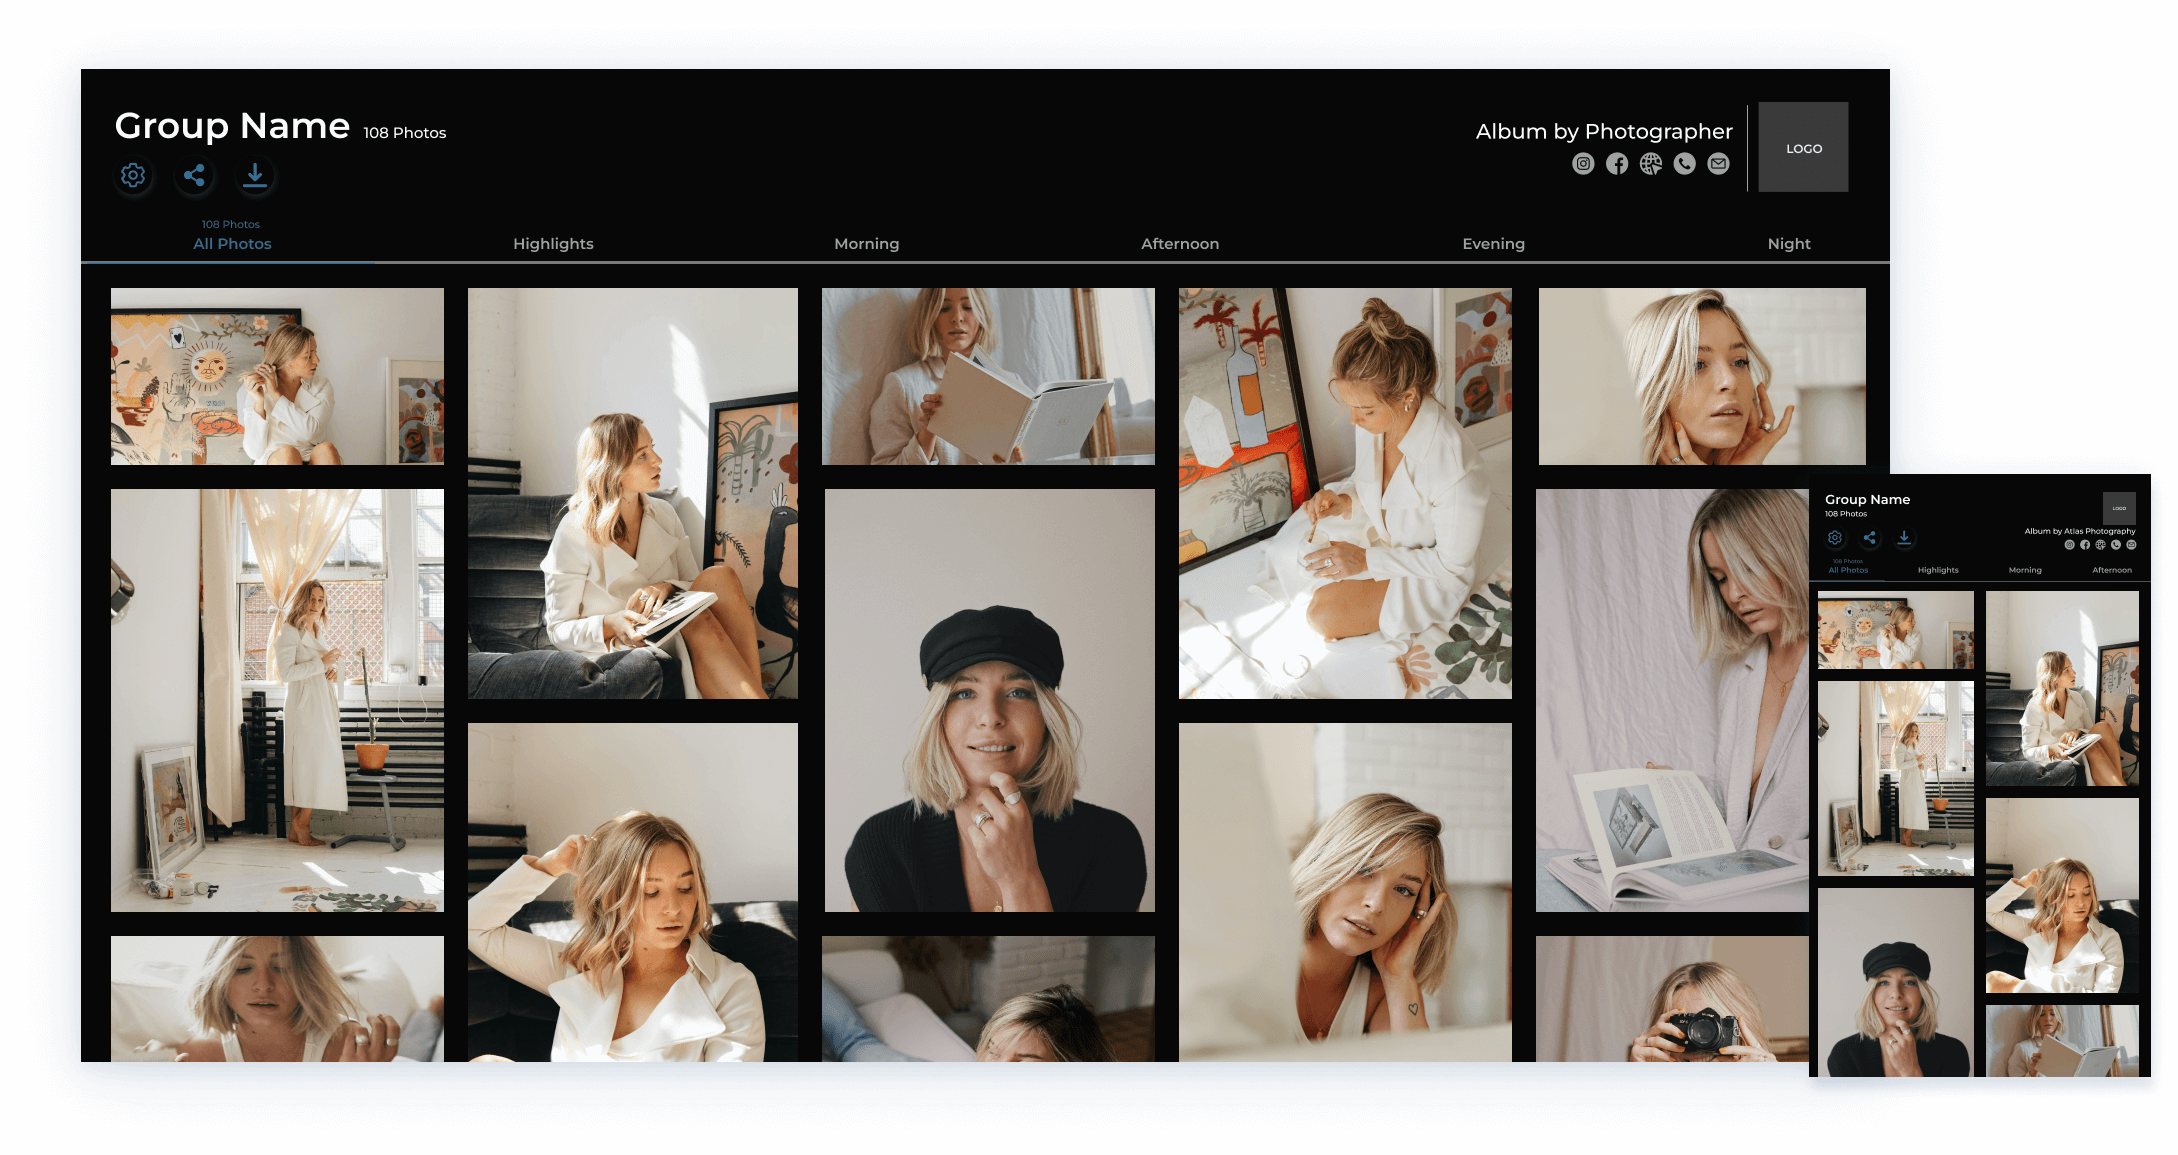 Group Name 108 Photos
Album by Photographer
LOGO
108 Photos
All Photos
Highlights
Morning
Afternoon
Evening
Night
Group Name
108 Photos
LOGO
Album by Atlas Photography
108 Photos
All Photos
Highlights
Morning
Afternoon